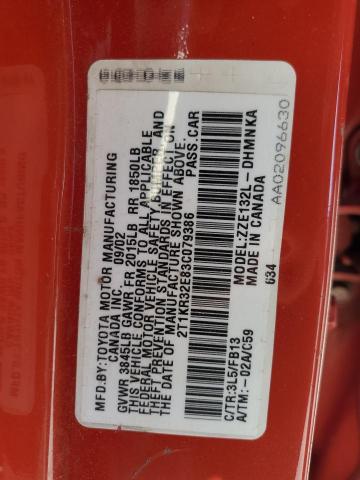 MFD.BY:TOYOTA MOTOR MANUFACTURING
CANADA INC.     09/02
GVWR 3845LB GAWR FR 2015LB RR 1850LB
THIS VEHICLE CONFORMS TO ALL APPLICABLE
FEDERAL MOTOR VEHICLE SAFETY, BUMPER, AND
THEFT PREVENTION STANDARDS IN EFFECT ON
THE DATE OF MANUFACTURE SHOWN ABOVE.
2T1KR32E83C079386     PASS.CAR
C/TR:3L5/FB13     MODEL:ZZE132L-
A/TM:-02A/C59     DHMNKA
MADE IN CANADA
634
AA02096630